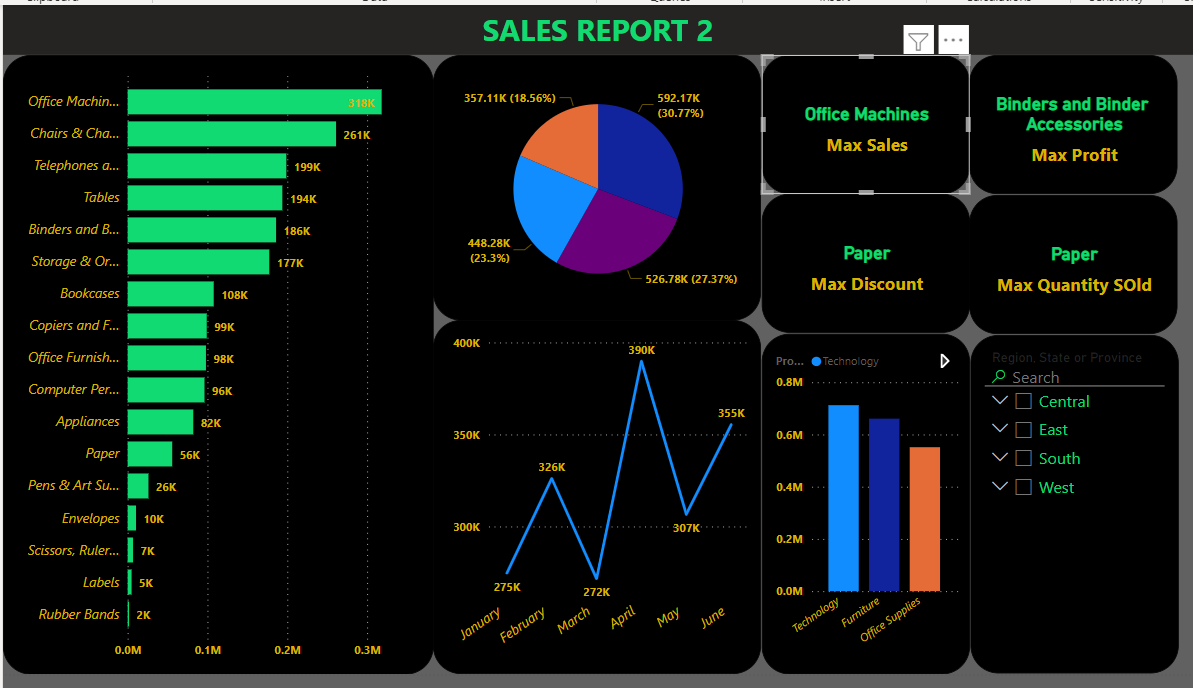 SALES REPORT 2
Office Machin... 318K
Chairs & Cha... 261K
Telephones a... 199K
Tables 194K
Binders and B... 186K
Storage & Or... 177K
Bookcases 108K
Copiers and F... 99K
Office Furnish... 98K
Computer Per... 96K
Appliances 82K
Paper 56K
Pens & Art Su... 26K
Envelopes 10K
Scissors, Ruler... 7K
Labels 5K
Rubber Bands 2K
0.0M 0.1M 0.2M 0.3M
357.11K (18.56%)
592.17K
(30.77%)
448.28K
(23.3%)
526.78K (27.37%)
400K
350K
300K
275K
326K
272K
390K
307K
355K
January February March April May June
Office Machines
Max Sales
Binders and Binder
Accessories
Max Profit
Paper
Max Discount
Paper
Max Quantity SOld
Pro... Technology
0.8M
0.6M
0.4M
0.2M
0.0M
Technology Furniture Office Supplies
Region, State or Province
Search
Central
East
South
West